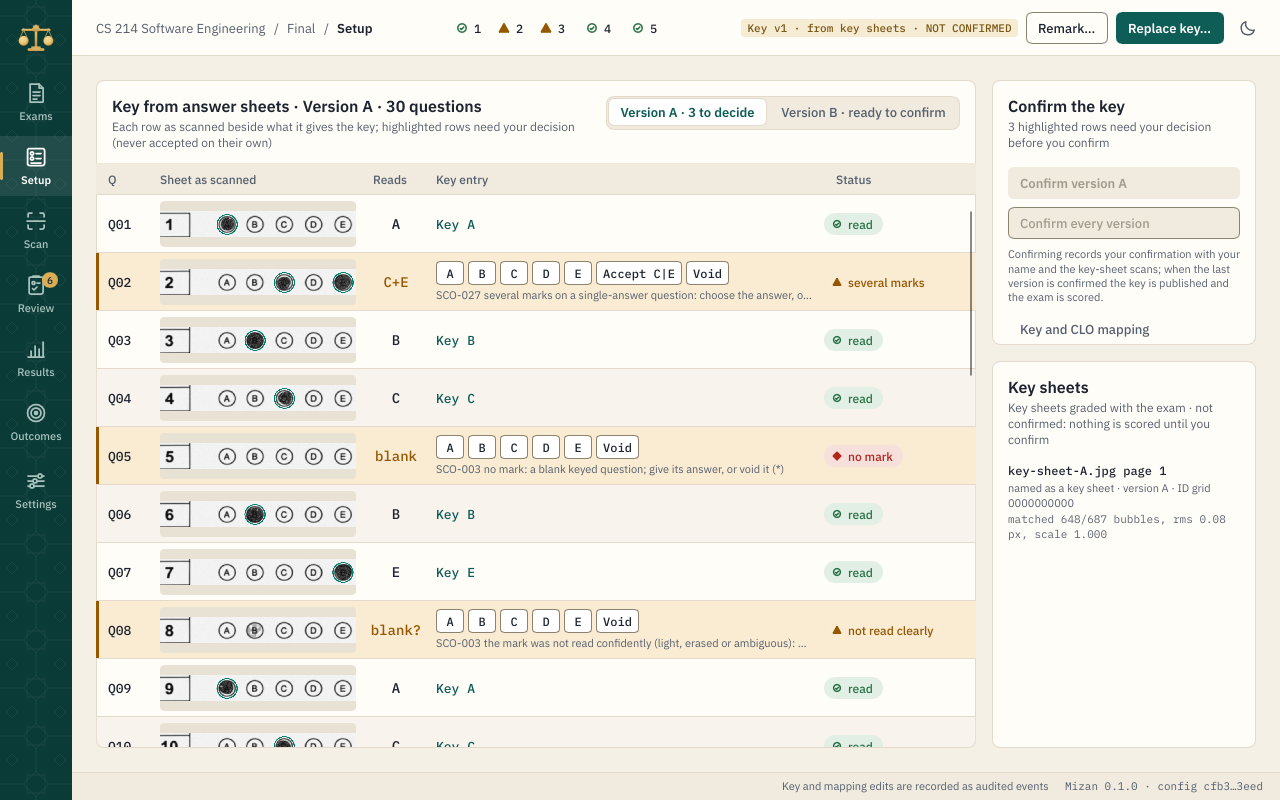 CS 214 Software Engineering / Final / Setup
1 2 3 4 5
Key v1 · from key sheets · NOT CONFIRMED
Remark...
Replace key...
Exams
Setup
Scan
6
Review
Results
Outcomes
Settings
Key from answer sheets · Version A · 30 questions
Each row as scanned beside what it gives the key; highlighted rows need your decision
(never accepted on their own)
Version A · 3 to decide
Version B · ready to confirm
Q Sheet as scanned Reads Key entry Status
Q01 1 B C D E A Key A read
Q02 2 A B D C+E A B C D E Accept C|E Void several marks
SCO-027 several marks on a single-answer question: choose the answer, o…
Q03 3 A C D E B Key B read
Q04 4 A B D E C Key C read
Q05 5 A B C D E blank A B C D E Void no mark
SCO-003 no mark: a blank keyed question; give its answer, or void it (*)
Q06 6 A C D E B Key B read
Q07 7 A B C D E Key E read
Q08 8 A B C D E blank? A B C D E Void not read clearly
SCO-003 the mark was not read confidently (light, erased or ambiguous): …
Q09 9 B C D E A Key A read
Q10 10 A B D E C Key C read
Confirm the key
3 highlighted rows need your decision
before you confirm
Confirm version A
Confirm every version
Confirming records your confirmation with your
name and the key-sheet scans; when the last
version is confirmed the key is published and
the exam is scored.
Key and CLO mapping
Key sheets
Key sheets graded with the exam · not
confirmed: nothing is scored until you
confirm
key-sheet-A.jpg page 1
named as a key sheet · version A · ID grid
0000000000
matched 648/687 bubbles, rms 0.08
px, scale 1.000
Key and mapping edits are recorded as audited events
Mizan 0.1.0 · config cfb3…3eed